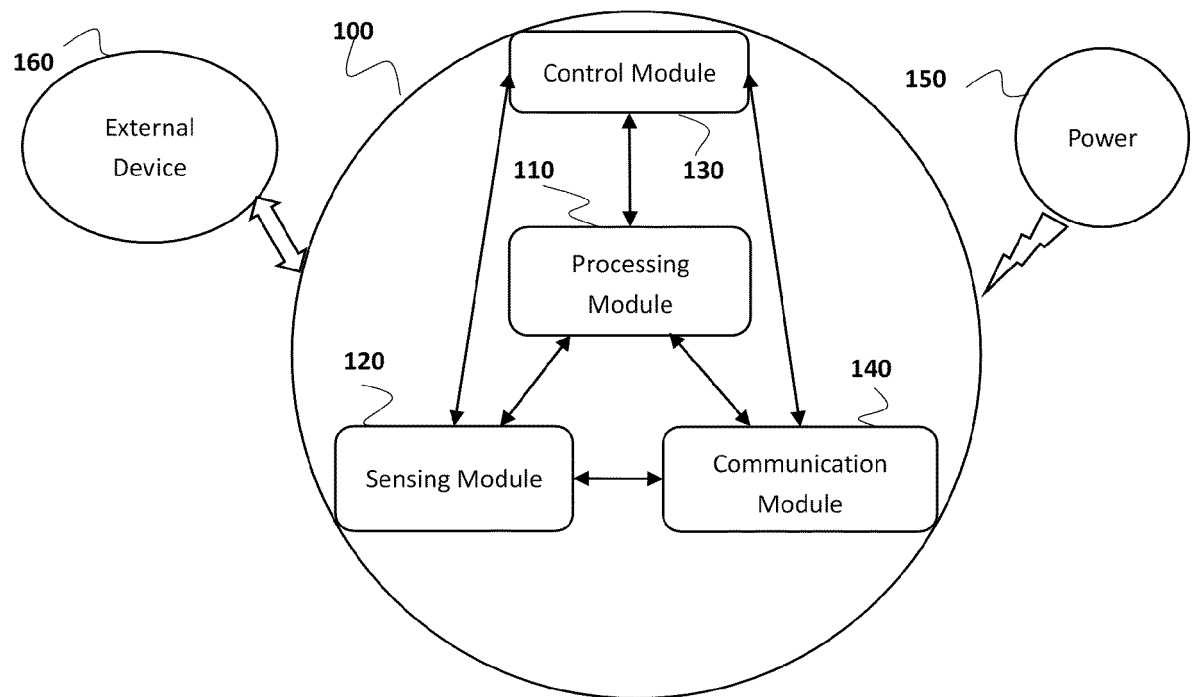 160
External
Device
100
Control Module
130
150
Power
110
Processing
Module
120
Sensing Module
140
Communication
Module